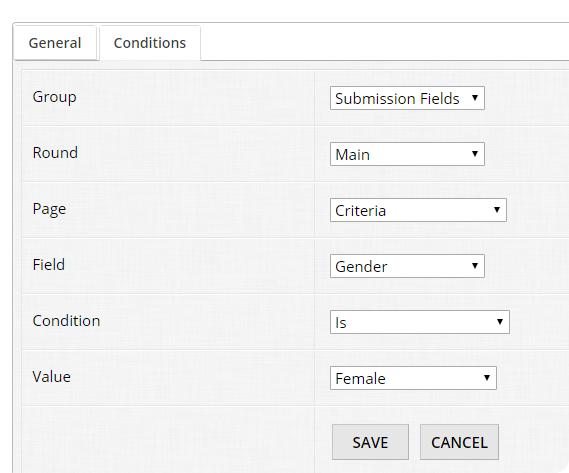 General Conditions
Group Submission Fields
Round Main
Page Criteria
Field Gender
Condition Is
Value Female
SAVE CANCEL